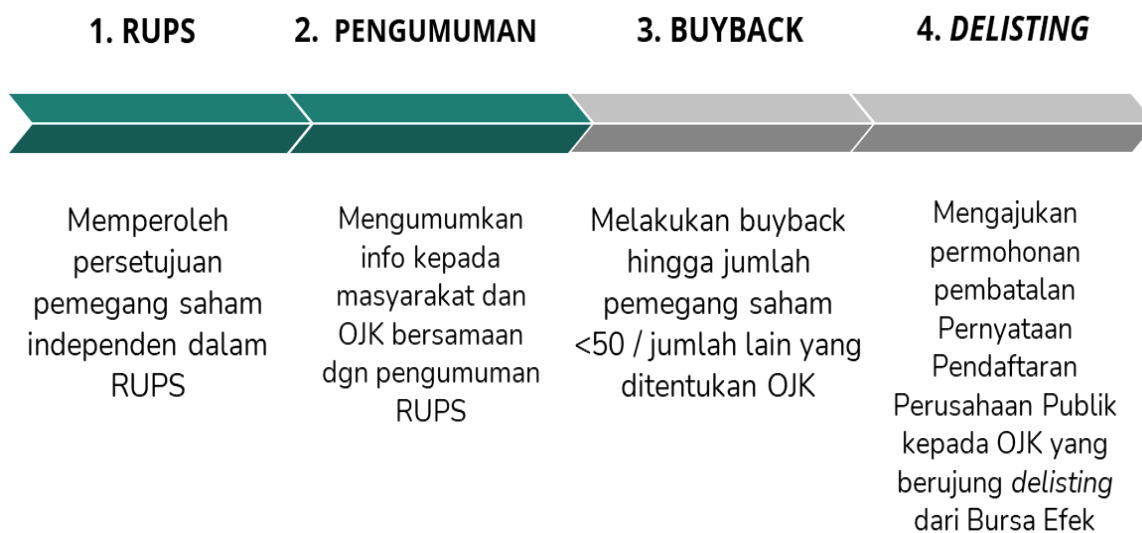 1. RUPS
2. PENGUMUMAN
3. BUYBACK
4. DELISTING
Memperoleh
persetujuan
pemegang saham
independen dalam
RUPS
Mengumumkan
info kepada
masyarakat dan
OJK bersamaan
dgn pengumuman
RUPS
Melakukan buyback
hingga jumlah
pemegang saham
<50 / jumlah lain yang
ditentukan OJK
Mengajukan
permohonan
pembatalan
Pernyataan
Pendaftaran
Perusahaan Publik
kepada OJK yang
berujung delisting
dari Bursa Efek